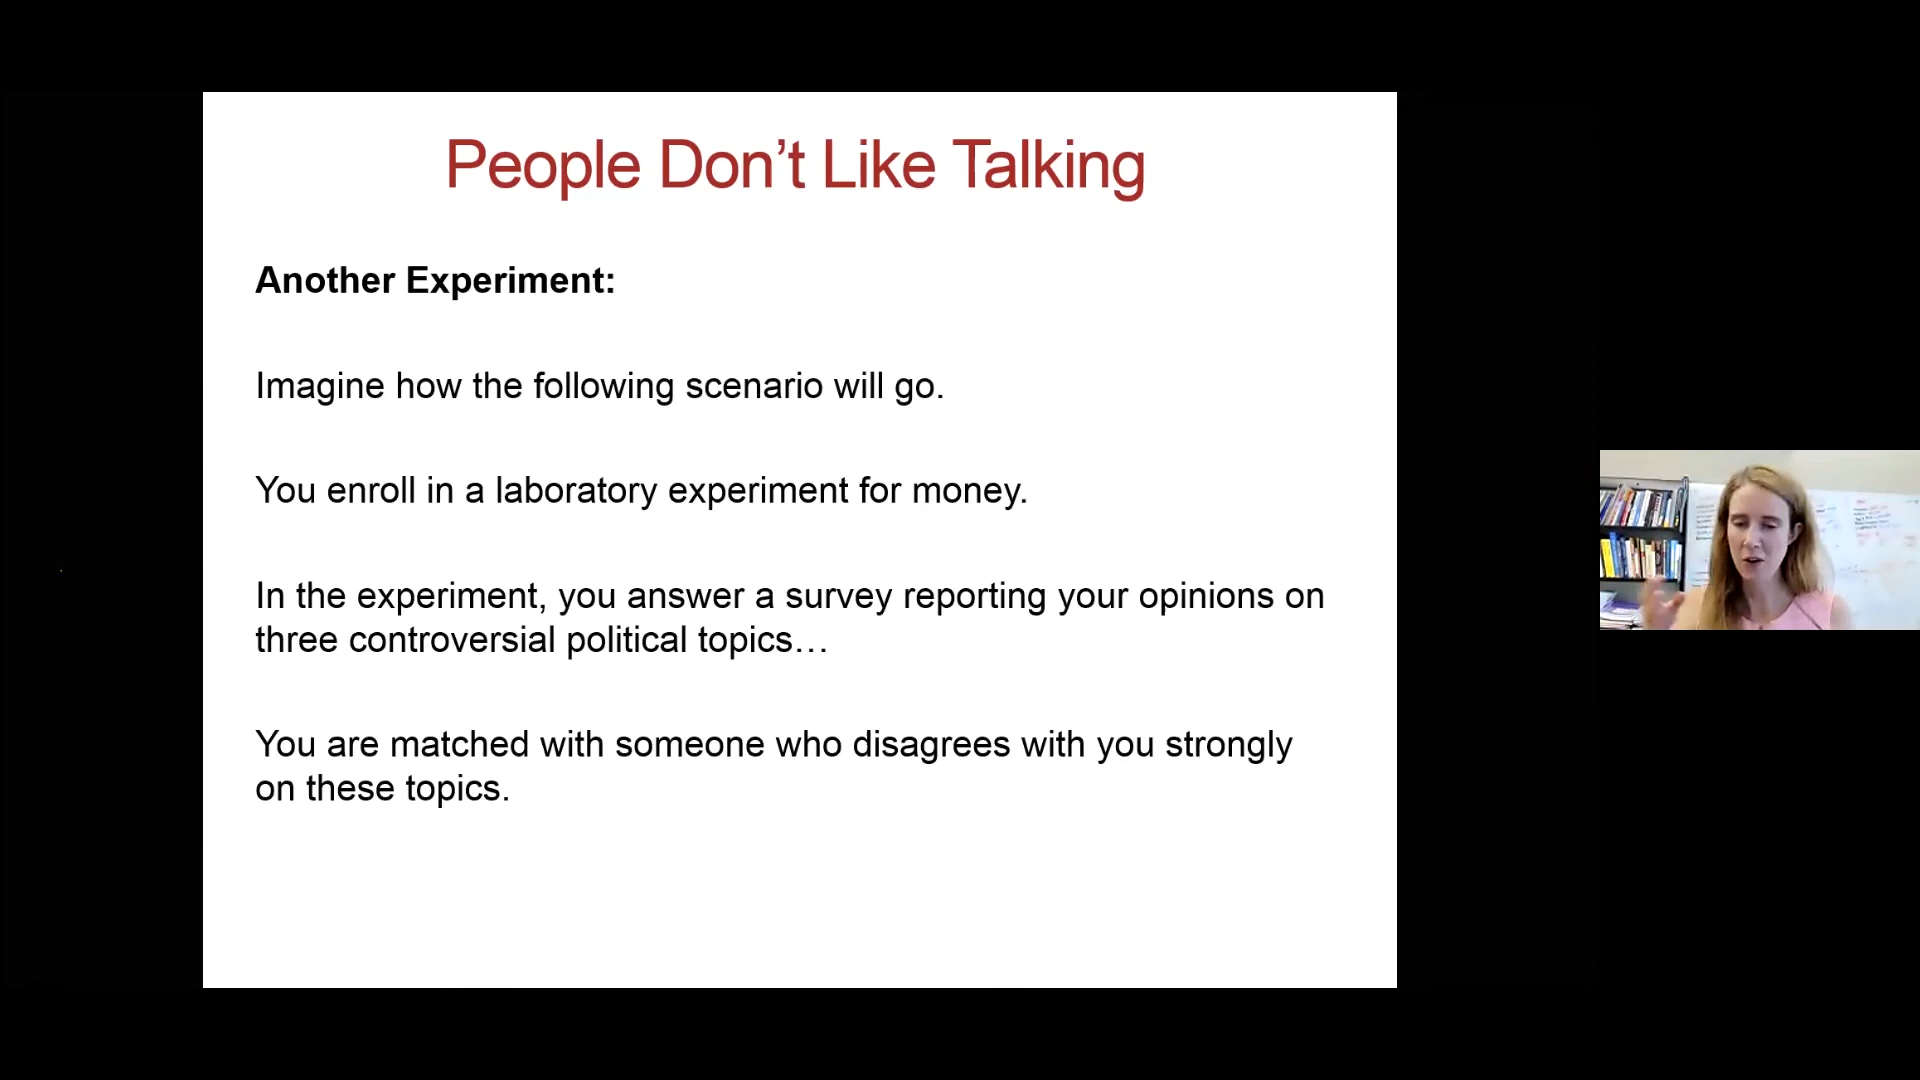 People Don’t Like Talking
Another Experiment:
Imagine how the following scenario will go.
You enroll in a laboratory experiment for money.
In the experiment, you answer a survey reporting your opinions on
three controversial political topics…
You are matched with someone who disagrees with you strongly
on these topics.